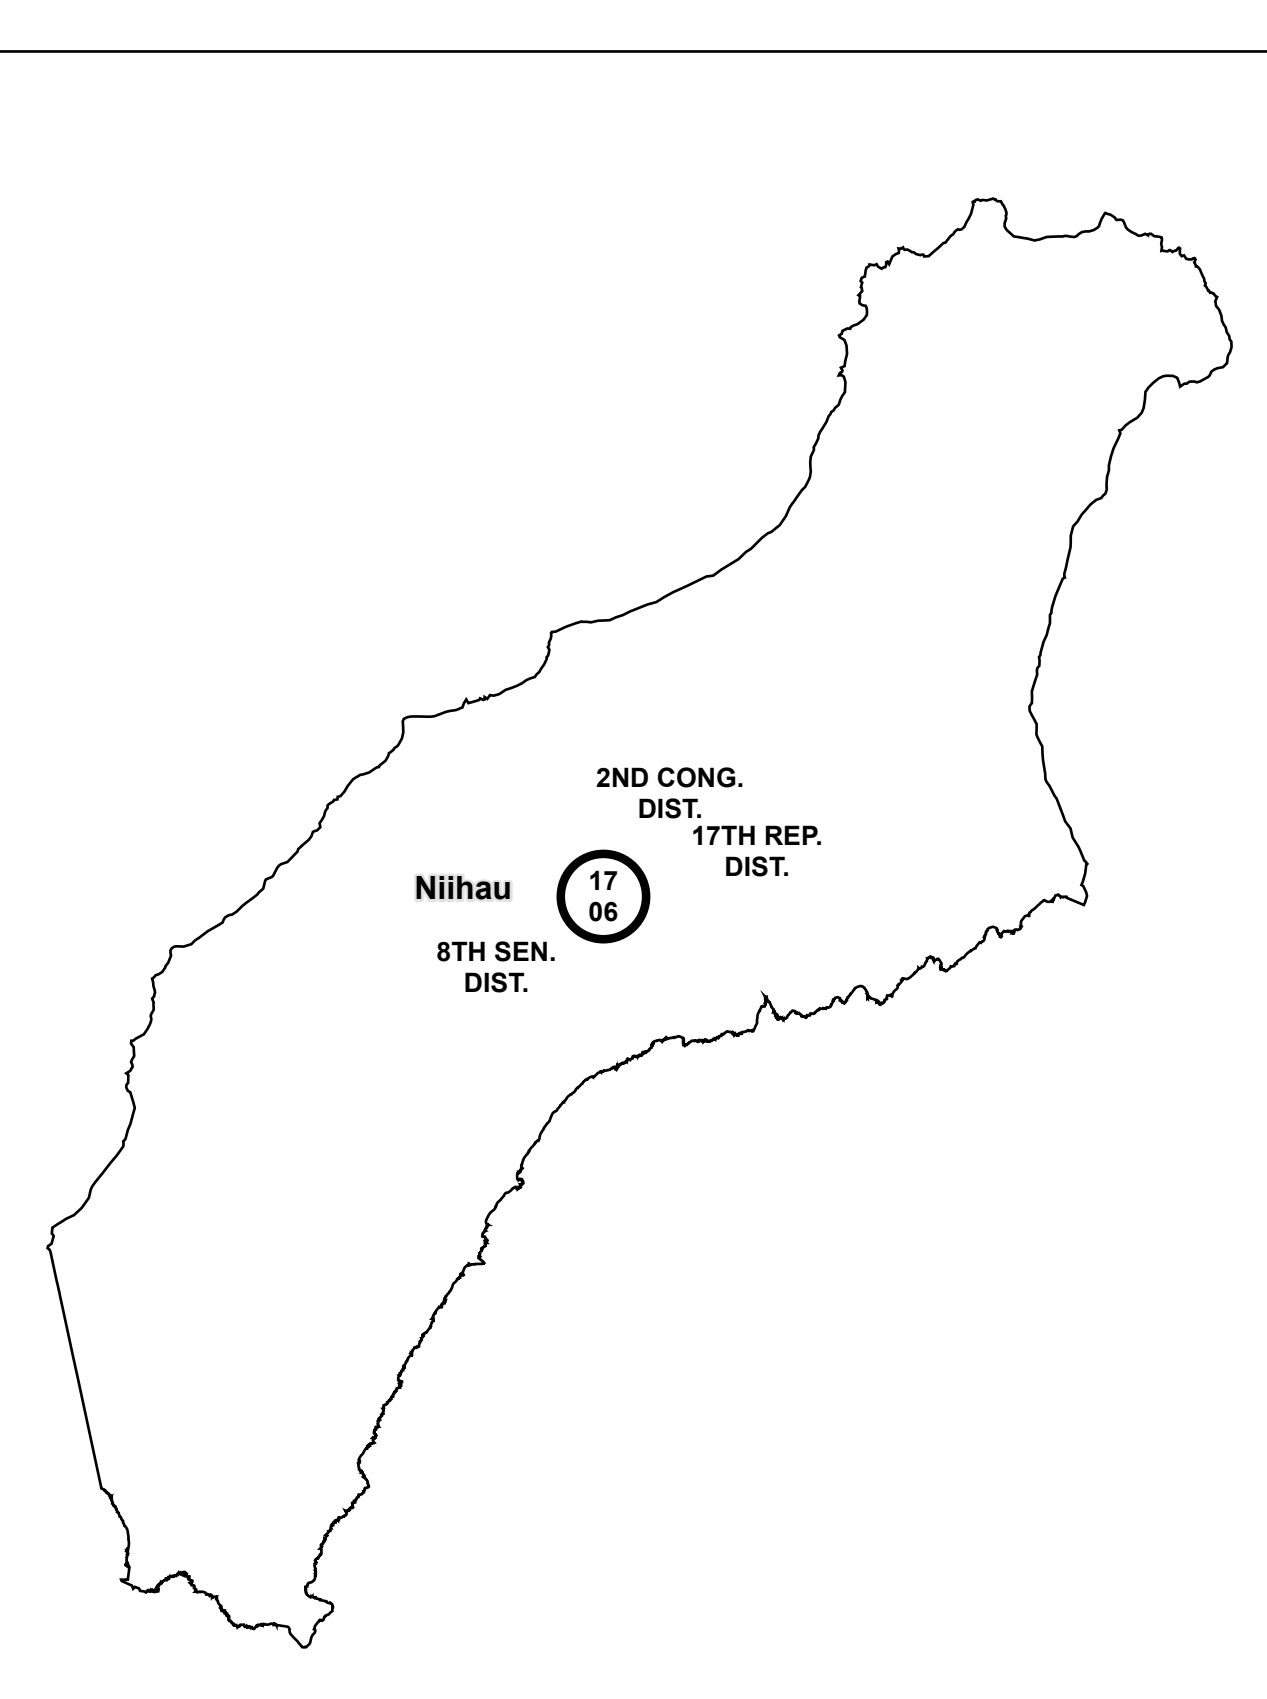 2ND CONG.
DIST.
17TH REP.
DIST.
Niihau
17
06
8TH SEN.
DIST.